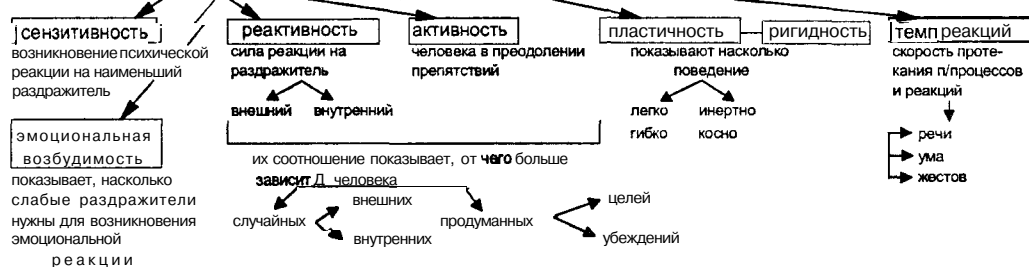 сензитивность
возникновение психической
реакции на наименьший
раздражитель
эмоциональная
возбудимость
показывает, насколько
слабые раздражители
нужны для возникновения
эмоциональной
реакции
реактивность
сила реакции на
раздражитель
внешний внутренний
активность
человека в преодолении
препятствий
их соотношение показывает, от чего больше
зависит Д человека
случайных
внешних
внутренних
продуманных
целей
убеждений
пластичность ригидность
показывают насколько
поведение
легко инертно
гибко косно
темп реакций
скорость проте-
кания п/процессов
и реакций
речи
ума
жестов